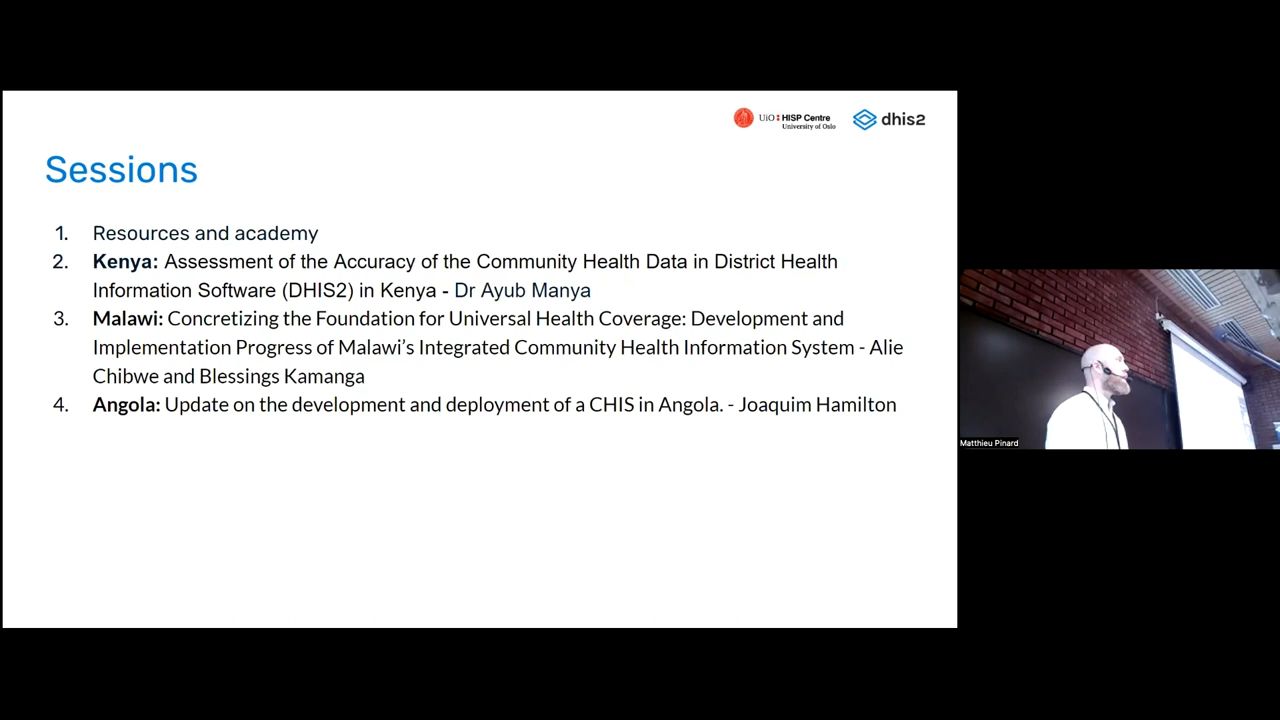 UiO: HISP Centre
University of Oslo
dhis2
Sessions
1. Resources and academy
2. Kenya: Assessment of the Accuracy of the Community Health Data in District Health
Information Software (DHIS2) in Kenya - Dr Ayub Manya
3. Malawi: Concretizing the Foundation for Universal Health Coverage: Development and
Implementation Progress of Malawi’s Integrated Community Health Information System - Alie
Chibwe and Blessings Kamanga
4. Angola: Update on the development and deployment of a CHIS in Angola. - Joaquim Hamilton
Matthieu Pinard